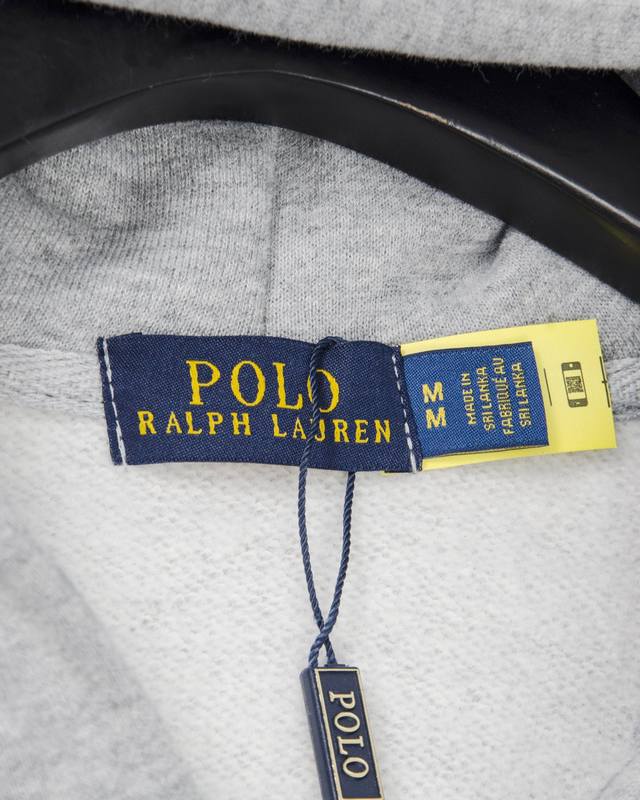 POLO
RALPH LAUREN
M
M
MADE IN
SRI LANKA
FABRIQUÉ AU
SRI LANKA
POLO